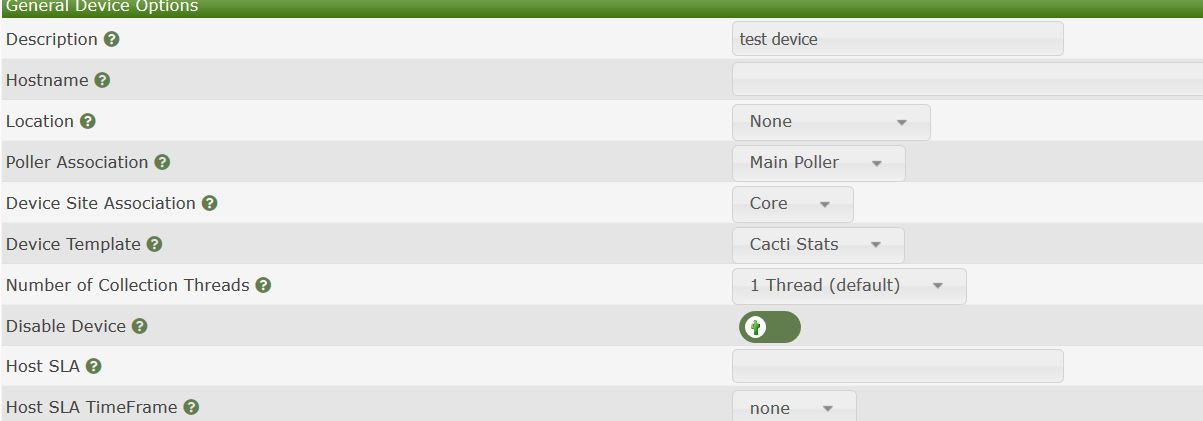 General Device Options
Description ?
test device
Hostname ?
Location ?
None
Poller Association ?
Main Poller
Device Site Association ?
Core
Device Template ?
Cacti Stats
Number of Collection Threads ?
1 Thread (default)
Disable Device ?
Host SLA ?
Host SLA TimeFrame ?
none